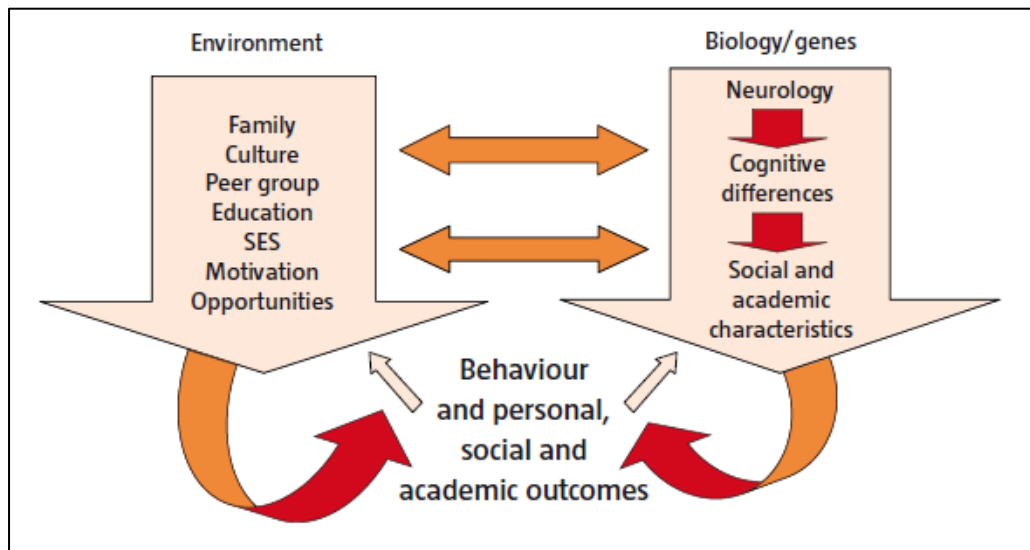 Environment
Family
Culture
Peer group
Education
SES
Motivation
Opportunities
Biology/genes
Neurology
Cognitive
differences
Social and
academic
characteristics
Behaviour
and personal,
social and
academic outcomes